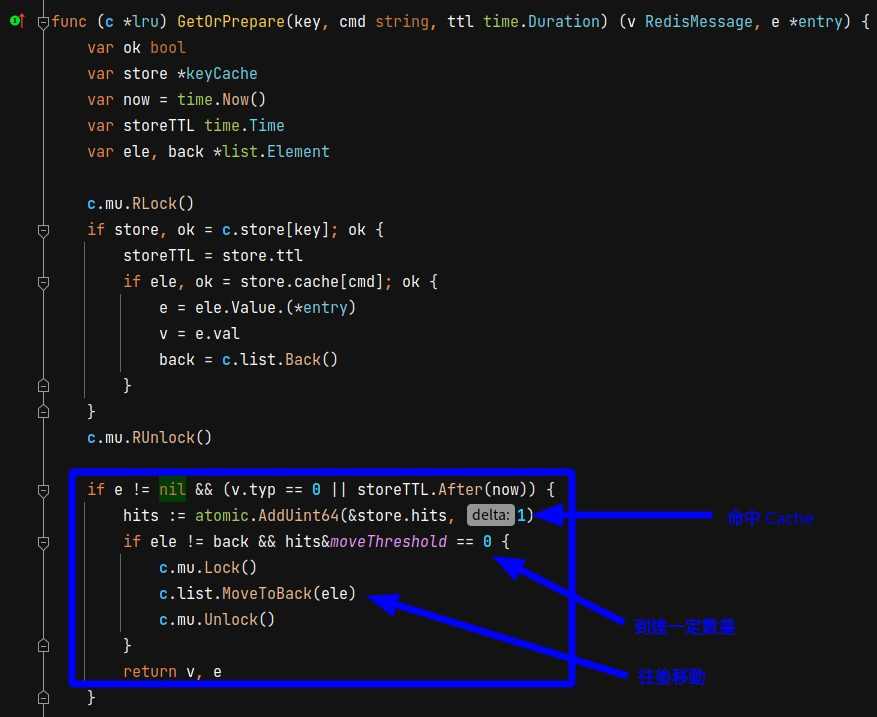 func (c *lru) GetOrPrepare(key, cmd string, ttl time.Duration) (v RedisMessage, e *entry) {
    var ok bool
    var store *keyCache
    var now = time.Now()
    var storeTTL time.Time
    var ele, back *list.Element

    c.mu.RLock()
    if store, ok = c.store[key]; ok {
        storeTTL = store.ttl
        if ele, ok = store.cache[cmd]; ok {
            e = ele.Value.(*entry)
            v = e.val
            back = c.list.Back()
        }
    }
    c.mu.RUnlock()

    if e != nil && (v.typ == 0 || storeTTL.After(now)) {
        hits := atomic.AddUint64(&store.hits, delta: 1)
命中 Cache
        if ele != back && hits&moveThreshold == 0 {
            c.mu.Lock()
            c.list.MoveToBack(ele)
            c.mu.Unlock()
到達一定數量
        }
        return v, e
往後移動
    }